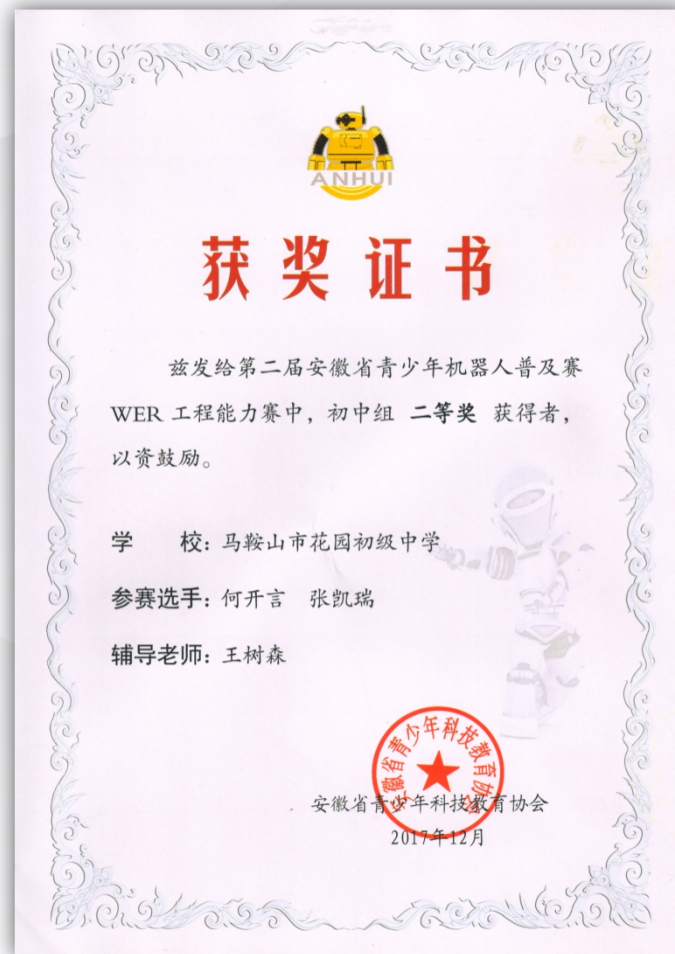 ANHUI
获奖证书
兹发给第二届安徽省青少年机器人普及赛
WER 工程能力赛中，初中组 二等奖 获得者，
以资鼓励。
学 校：马鞍山市花园初级中学
参赛选手：何开言 张凯瑞
辅导老师：王树森
安徽省青少年科技教育协会
安徽省青少年科技教育协会
2017年12月